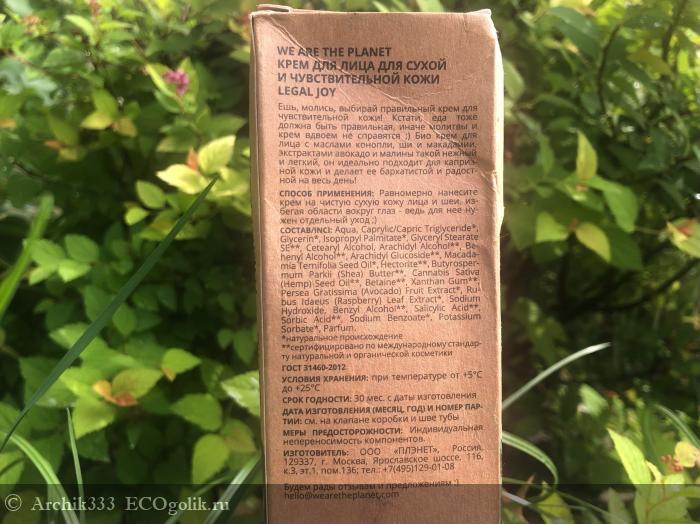 WE ARE THE PLANET
КРЕМ ДЛЯ ЛИЦА ДЛЯ СУХОЙ
И ЧУВСТВИТЕЛЬНОЙ КОЖИ
LEGAL JOY
Ешь, молись, выбирай правильный крем для
чувствительной кожи! Кстати, еда тоже
должна быть правильная, иначе молитвы и
крем вдвоем не справятся :) Био крем для
лица с маслами конопли, ши и макадамии,
экстрактами авокадо и малины такой нежный
и легкий, он идеально подходит для каприз-
ной кожи и делает ее бархатистой и радост-
ной на весь день!
СПОСОБ ПРИМЕНЕНИЯ: Равномерно нанесите
крем на чистую сухую кожу лица и шеи, из-
бегая области вокруг глаз - ведь для нее ну-
жен отдельный уход ;)
СОСТАВ/INCI: Aqua, Caprylic/Capric Triglyceride*,
Glycerin*, Isopropyl Palmitate*, Glyceryl Stearate
SE**, Cetearyl Alcohol, Arachidyl Alcohol**, Be-
henyl Alcohol**, Arachidyl Glucoside**, Macada-
mia Ternifolia Seed Oil*, Hectorite**, Butyrosper-
mum Parkii (Shea) Butter**, Cannabis Sativa
(Hemp) Seed Oil**, Betaine**, Xanthan Gum**,
Persea Gratissima (Avocado) Fruit Extract*, Ru-
bus Idaeus (Raspberry) Leaf Extract*, Sodium
Hydroxide, Benzyl Alcohol**, Salicylic Acid**,
Sorbic Acid**, Sodium Benzoate*, Potassium
Sorbate*, Parfum.
*натуральное происхождение
**сертифицировано по международному стандар-
ту натуральной и органической косметики
ГОСТ 31460-2012
УСЛОВИЯ ХРАНЕНИЯ: при температуре от +5°С
до +25°С
СРОК ГОДНОСТИ: 30 мес. с даты изготовления
ДАТА ИЗГОТОВЛЕНИЯ (МЕСЯЦ, ГОД) И НОМЕР ПАР-
ТИИ: см. на клапане коробки и шве тубы
МЕРЫ ПРЕДОСТОРОЖНОСТИ: Индивидуальная
непереносимость компонентов.
ИЗГОТОВИТЕЛЬ: ООО «ПЛЭНЕТ», Россия,
129337, г. Москва, Ярославское шоссе, 116,
к.3, эт.1, пом.136; тел.: +7(495)129-01-08
Будем рады отзывам и предложениям :)
hello@wearetheplanet.com
© Archik333 ECOgolik.ru